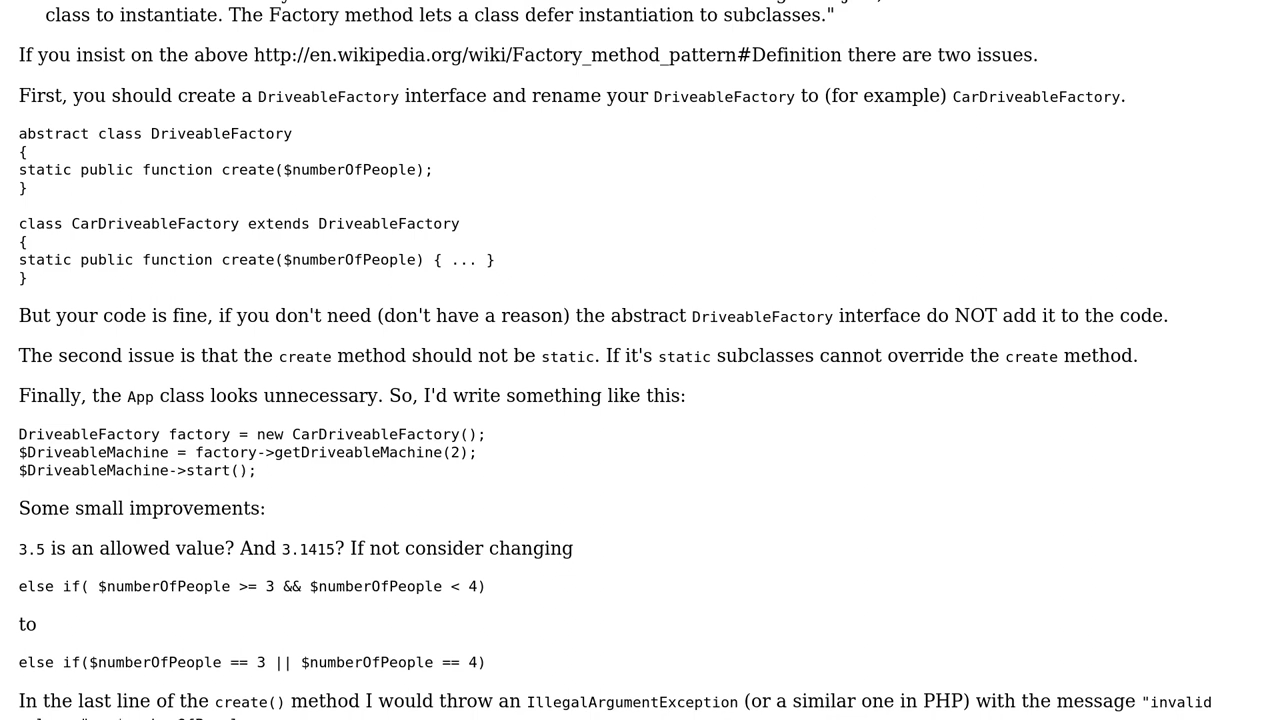 class to instantiate. The Factory method lets a class defer instantiation to subclasses."
If you insist on the above http://en.wikipedia.org/wiki/Factory_method_pattern#Definition there are two issues.
First, you should create a DriveableFactory interface and rename your DriveableFactory to (for example) CarDriveableFactory.
abstract class DriveableFactory
{
static public function create($numberOfPeople);
}
class CarDriveableFactory extends DriveableFactory
{
static public function create($numberOfPeople) { ... }
}
But your code is fine, if you don't need (don't have a reason) the abstract DriveableFactory interface do NOT add it to the code.
The second issue is that the create method should not be static. If it's static subclasses cannot override the create method.
Finally, the App class looks unnecessary. So, I'd write something like this:
DriveableFactory factory = new CarDriveableFactory();
$DriveableMachine = factory->getDriveableMachine(2);
$DriveableMachine->start();
Some small improvements:
3.5 is an allowed value? And 3.1415? If not consider changing
else if( $numberOfPeople >= 3 && $numberOfPeople < 4)
to
else if($numberOfPeople == 3 || $numberOfPeople == 4)
In the last line of the create() method I would throw an IllegalArgumentException (or a similar one in PHP) with the message "invalid